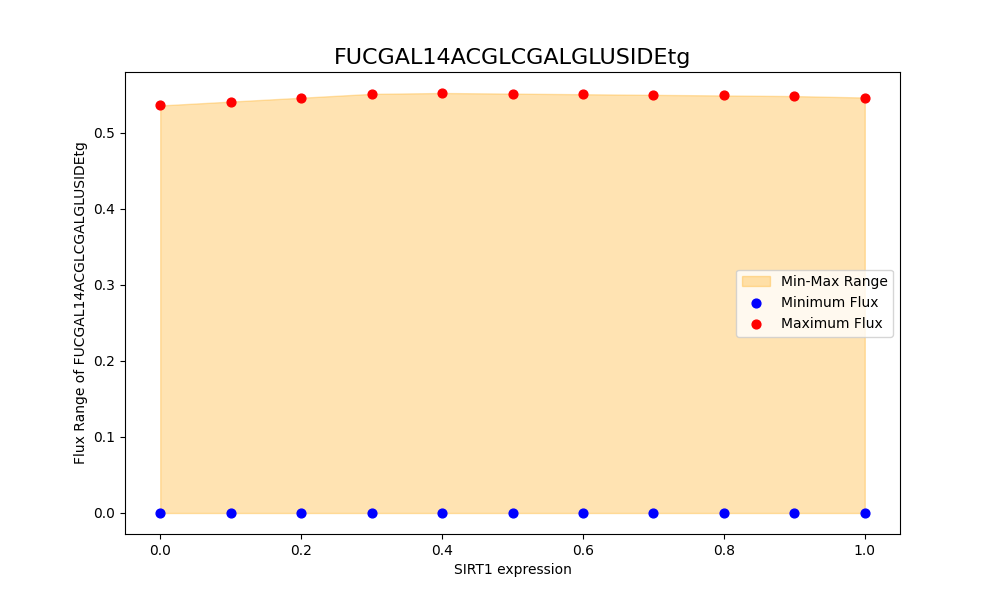 FUCGAL14ACGLCGALGLUSIDEtg
Flux Range of FUCGAL14ACGLCGALGLUSIDEtg
0.5
0.4
0.3
0.2
0.1
0.0
Min-Max Range
Minimum Flux
Maximum Flux
0.0 0.2 0.4 0.6 0.8 1.0
SIRT1 expression